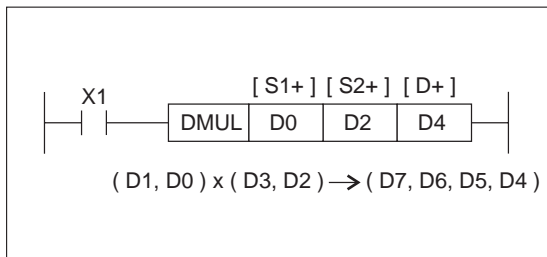 [ S1+ ] [ S2+ ] [ D+ ]
X1
DMUL D0 D2 D4
( D1, D0 ) x ( D3, D2 ) → ( D7, D6, D5, D4 )